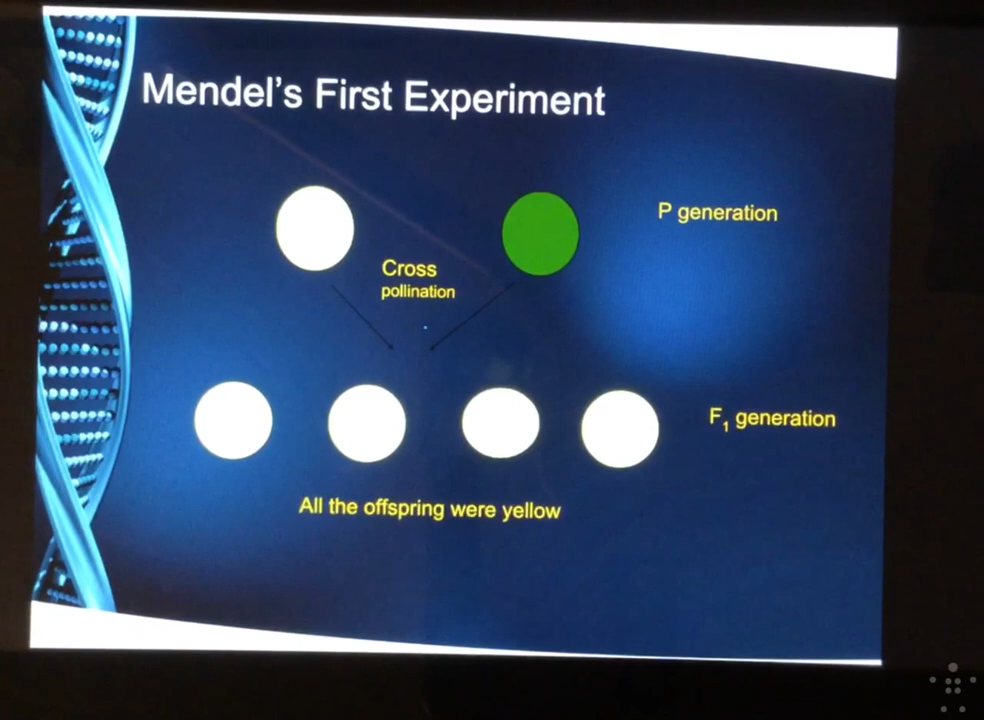 Mendel's First Experiment
P generation
Cross
pollination
F₁ generation
All the offspring were yellow